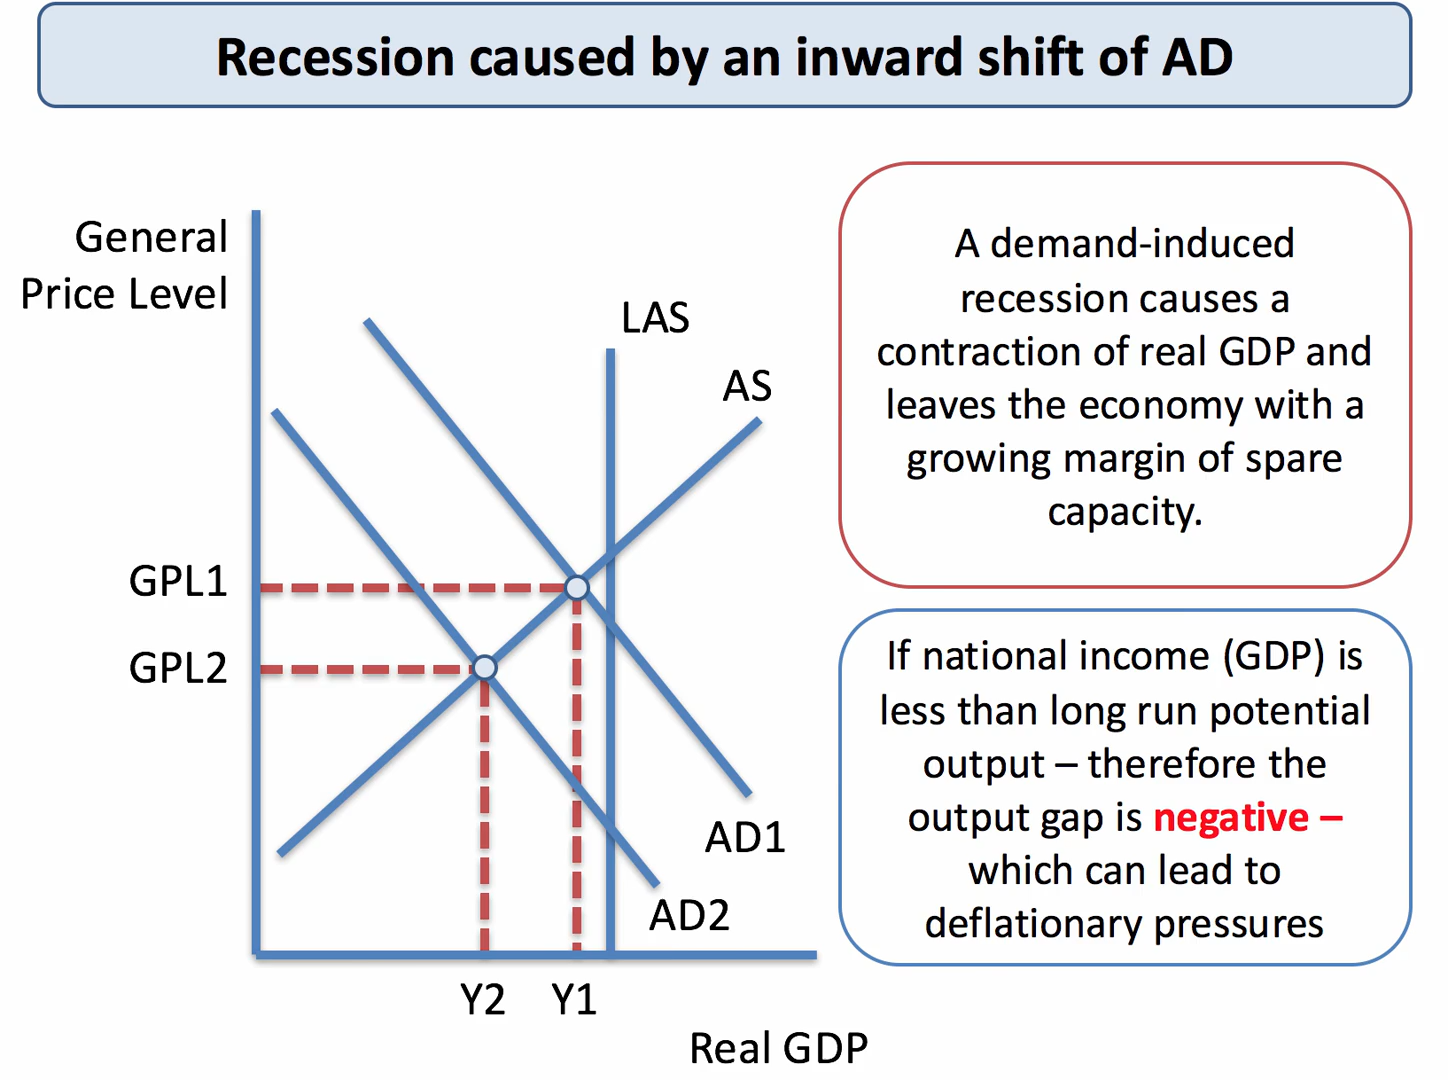 Recession caused by an inward shift of AD
General
Price Level
LAS
AS
GPL1
GPL2
AD1
AD2
Y2
Y1
Real GDP
A demand-induced
recession causes a
contraction of real GDP and
leaves the economy with a
growing margin of spare
capacity.
If national income (GDP) is
less than long run potential
output – therefore the
output gap is negative –
which can lead to
deflationary pressures